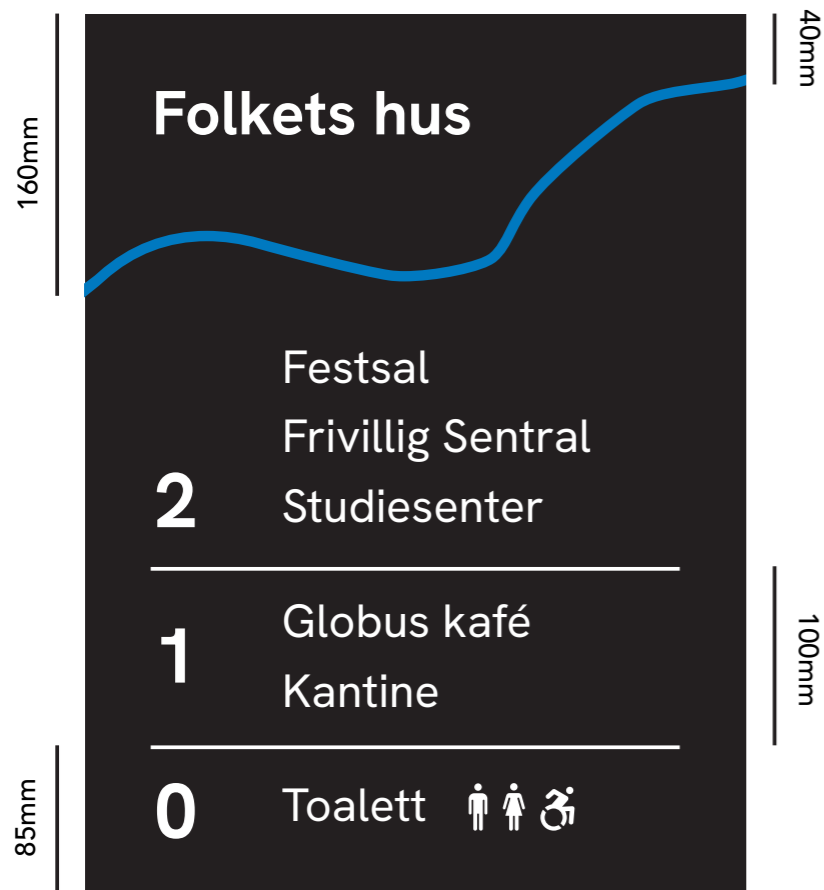 40mm
160mm
Folkets hus
Festsal
Frivillig Sentral
2 Studiesenter
1 Globus kafé
Kantine
100mm
0 Toalett
85mm